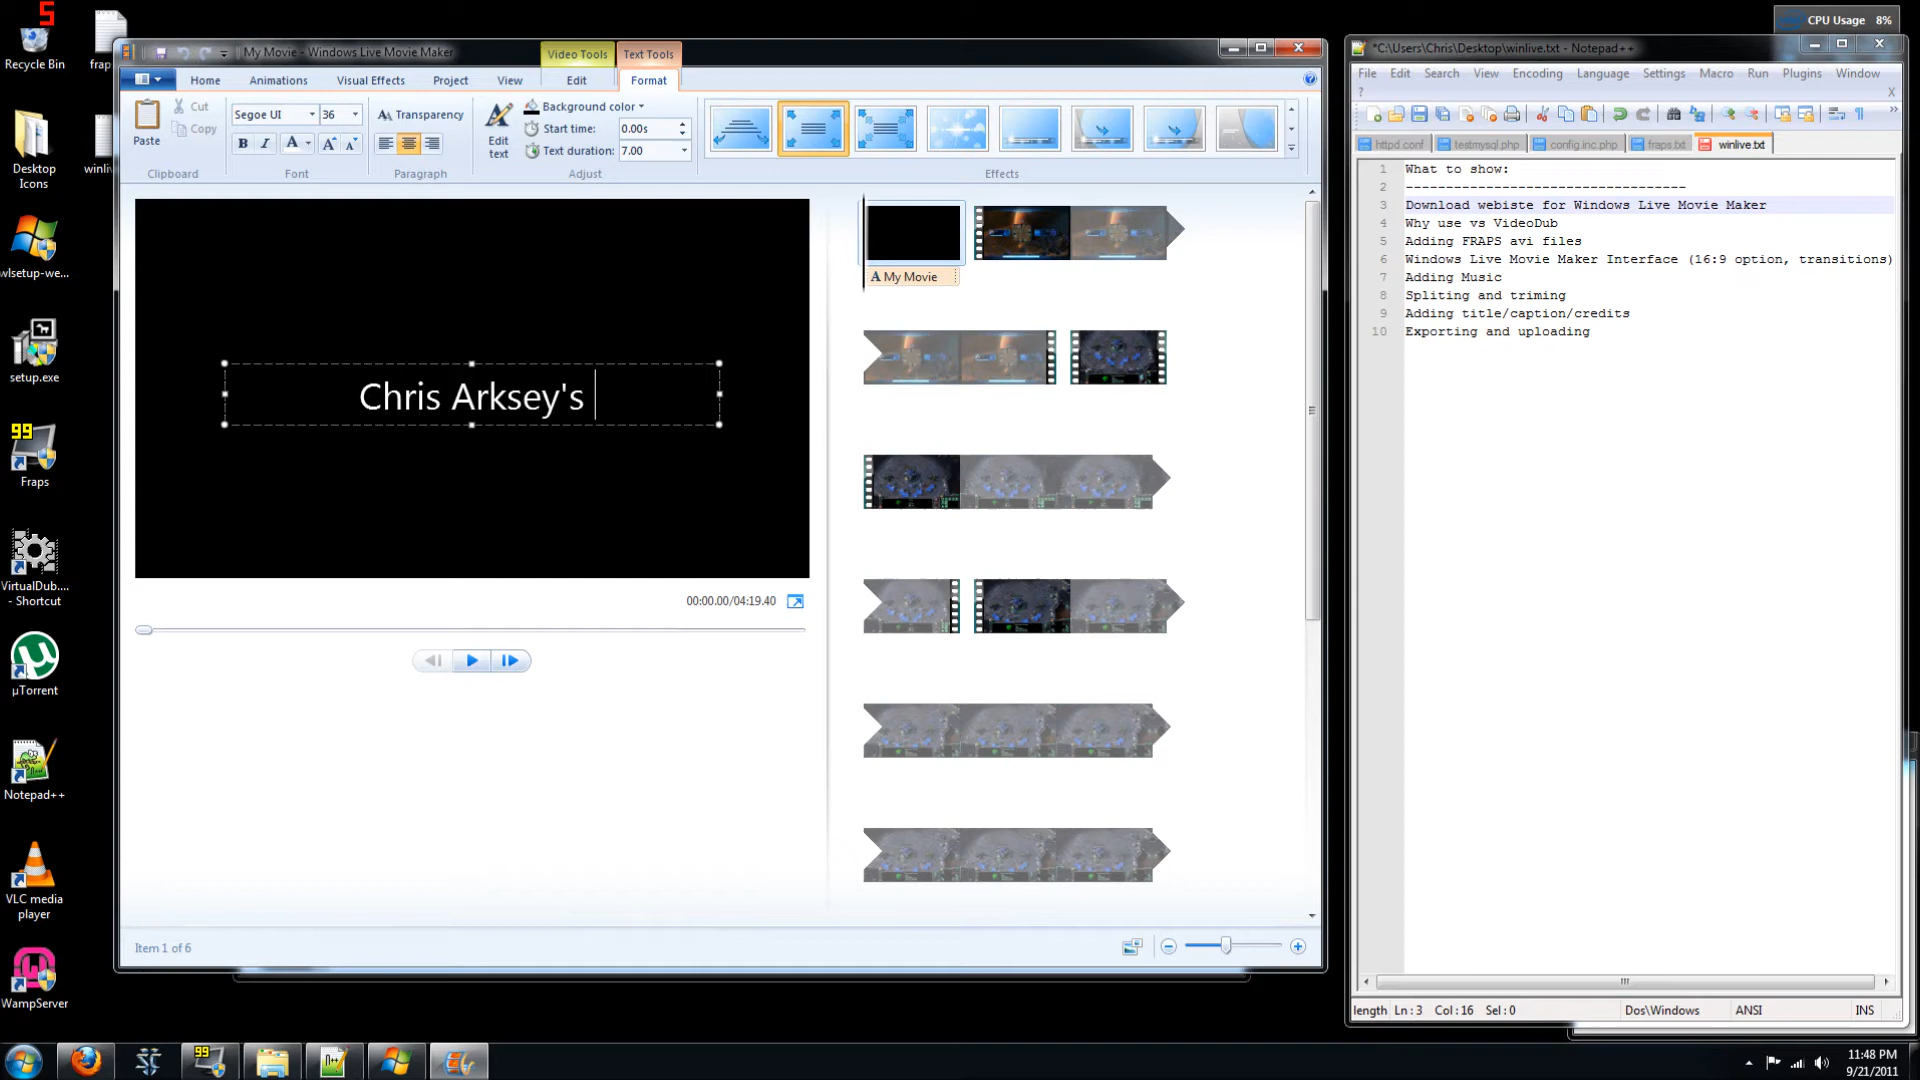 5
Recycle Bin
frap
Desktop
Icons
winliv
wlsetup-we...
setup.exe
99
Fraps
VirtualDub....
- Shortcut
µTorrent
Notepad++
VLC media
player
WampServer
My Movie - Windows Live Movie Maker
Video Tools
Text Tools
Home
Animations
Visual Effects
Project
View
Edit
Format
Paste
Cut
Copy
Clipboard
Segoe UI
36
B I A A A
Font
Transparency
Paragraph
Edit
text
Background color
Start time: 0.00s
Text duration: 7.00
Adjust
Effects
Chris Arksey's
00:00.00/04:19.40
A My Movie
Item 1 of 6
CPU Usage 8%
*C:\Users\Chris\Desktop\winlive.txt - Notepad++
File Edit Search View Encoding Language Settings Macro Run Plugins Window
? X
httpd.conf testmysql.php config.inc.php fraps.txt winlive.txt
1 What to show:
2 -----------------------------------
3 Download webiste for Windows Live Movie Maker
4 Why use vs VideoDub
5 Adding FRAPS avi files
6 Windows Live Movie Maker Interface (16:9 option, transitions)
7 Adding Music
8 Spliting and triming
9 Adding title/caption/credits
10 Exporting and uploading
length Ln:3 Col:16 Sel:0 Dos\Windows ANSI INS
99
11:48 PM
9/21/2011